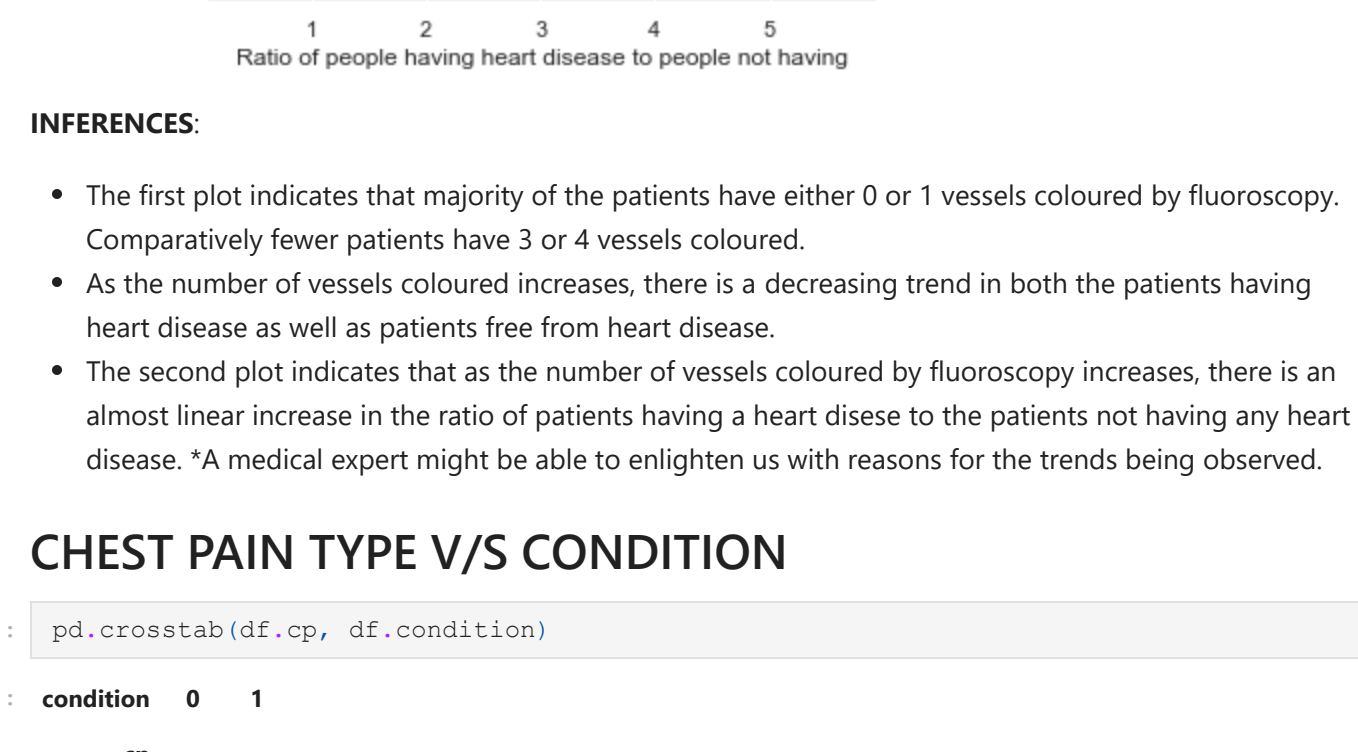 1 2 3 4 5
Ratio of people having heart disease to people not having
INFERENCES:
• The first plot indicates that majority of the patients have either 0 or 1 vessels coloured by fluoroscopy.
Comparatively fewer patients have 3 or 4 vessels coloured.
• As the number of vessels coloured increases, there is a decreasing trend in both the patients having
heart disease as well as patients free from heart disease.
• The second plot indicates that as the number of vessels coloured by fluoroscopy increases, there is an
almost linear increase in the ratio of patients having a heart disese to the patients not having any heart
disease. *A medical expert might be able to enlighten us with reasons for the trends being observed.
CHEST PAIN TYPE V/S CONDITION
: pd.crosstab(df.cp, df.condition)
: condition 0 1